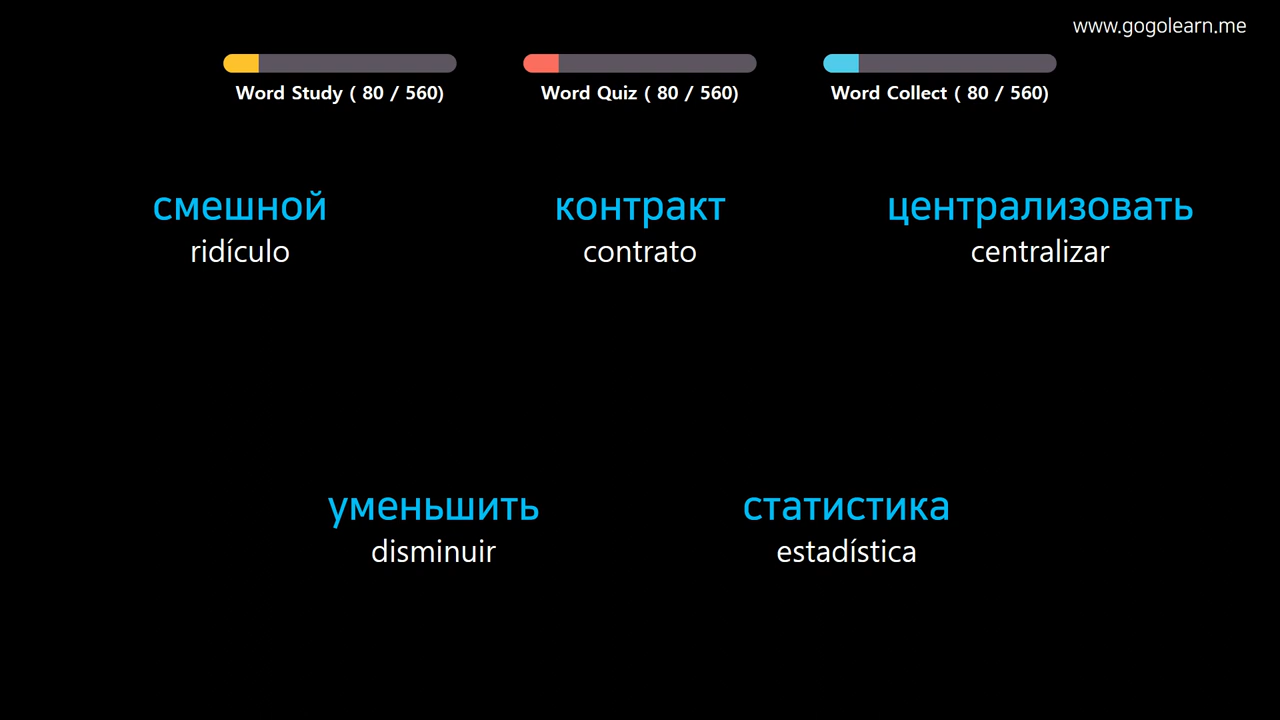 www.gogolearn.me
Word Study ( 80 / 560)
Word Quiz ( 80 / 560)
Word Collect ( 80 / 560)
смешной
ridículo
контракт
contrato
централизовать
centralizar
уменьшить
disminuir
статистика
estadística